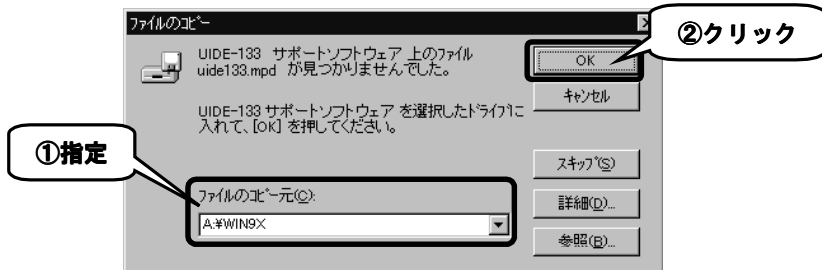 ファイルのコピー
②クリック
UIDE-133 サポートソフトウェア 上のファイル
uide133.mpd が見つかりませんでした。
OK
キャンセル
UIDE-133 サポートソフトウェア を選択したドライブに
入れて、[OK] を押してください。
①指定
スキップ(S)
ファイルのコピー元(C):
詳細(D)...
A:¥WIN9X
参照(B)...